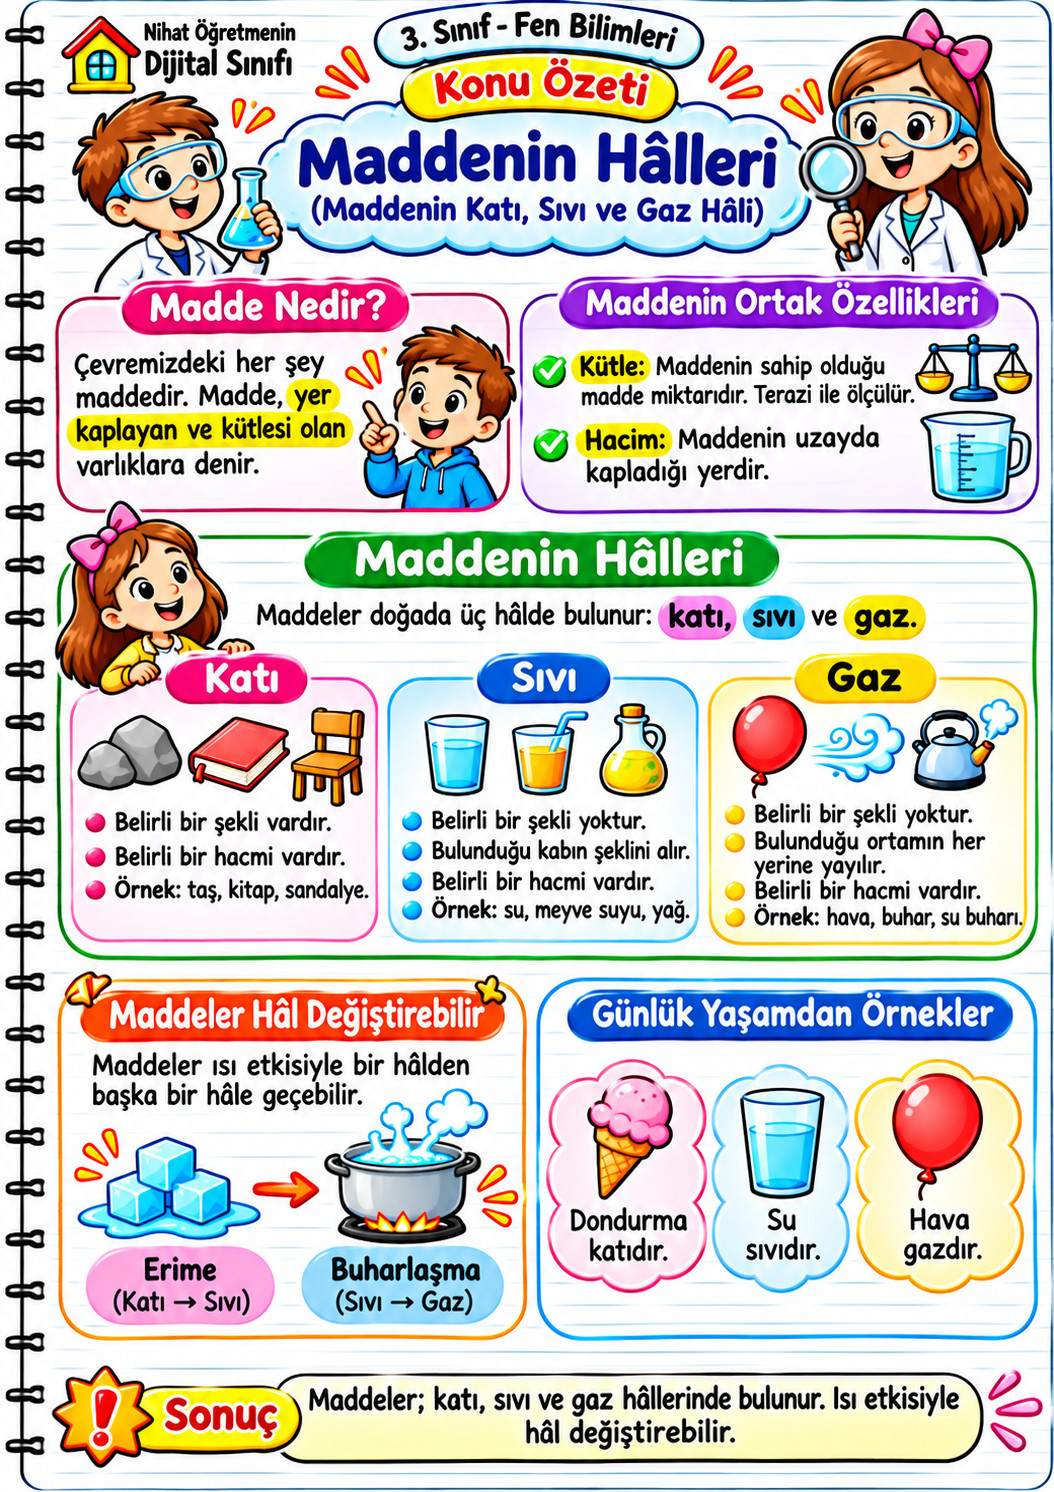 Nihat Öğretmenin
Dijital Sınıfı
3. Sınıf - Fen Bilimleri
Konu Özeti
Maddenin Hâlleri
(Maddenin Katı, Sıvı ve Gaz Hâli)
Madde Nedir?
Çevremizdeki her şey
maddedir. Madde, yer
kaplayan ve kütlesi olan
varlıklara denir.
Maddenin Ortak Özellikleri
Kütle: Maddenin sahip olduğu
madde miktarıdır. Terazi ile ölçülür.
Hacim: Maddenin uzayda
kapladığı yerdir.
Maddenin Hâlleri
Maddeler doğada üç hâlde bulunur: katı, sıvı ve gaz.
Katı
Belirli bir şekli vardır.
Belirli bir hacmi vardır.
Örnek: taş, kitap, sandalye.
Sıvı
Belirli bir şekli yoktur.
Bulunduğu kabın şeklini alır.
Belirli bir hacmi vardır.
Örnek: su, meyve suyu, yağ.
Gaz
Belirli bir şekli yoktur.
Bulunduğu ortamın her
yerine yayılır.
Belirli bir hacmi vardır.
Örnek: hava, buhar, su buharı.
Maddeler Hâl Değiştirebilir
Maddeler ısı etkisiyle bir hâlden
başka bir hâle geçebilir.
Erime
(Katı → Sıvı)
Buharlaşma
(Sıvı → Gaz)
Günlük Yaşamdan Örnekler
Dondurma
katıdır.
Su
sıvıdır.
Hava
gazdır.
Sonuç
Maddeler; katı, sıvı ve gaz hâllerinde bulunur. Isı etkisiyle
hâl değiştirebilir.